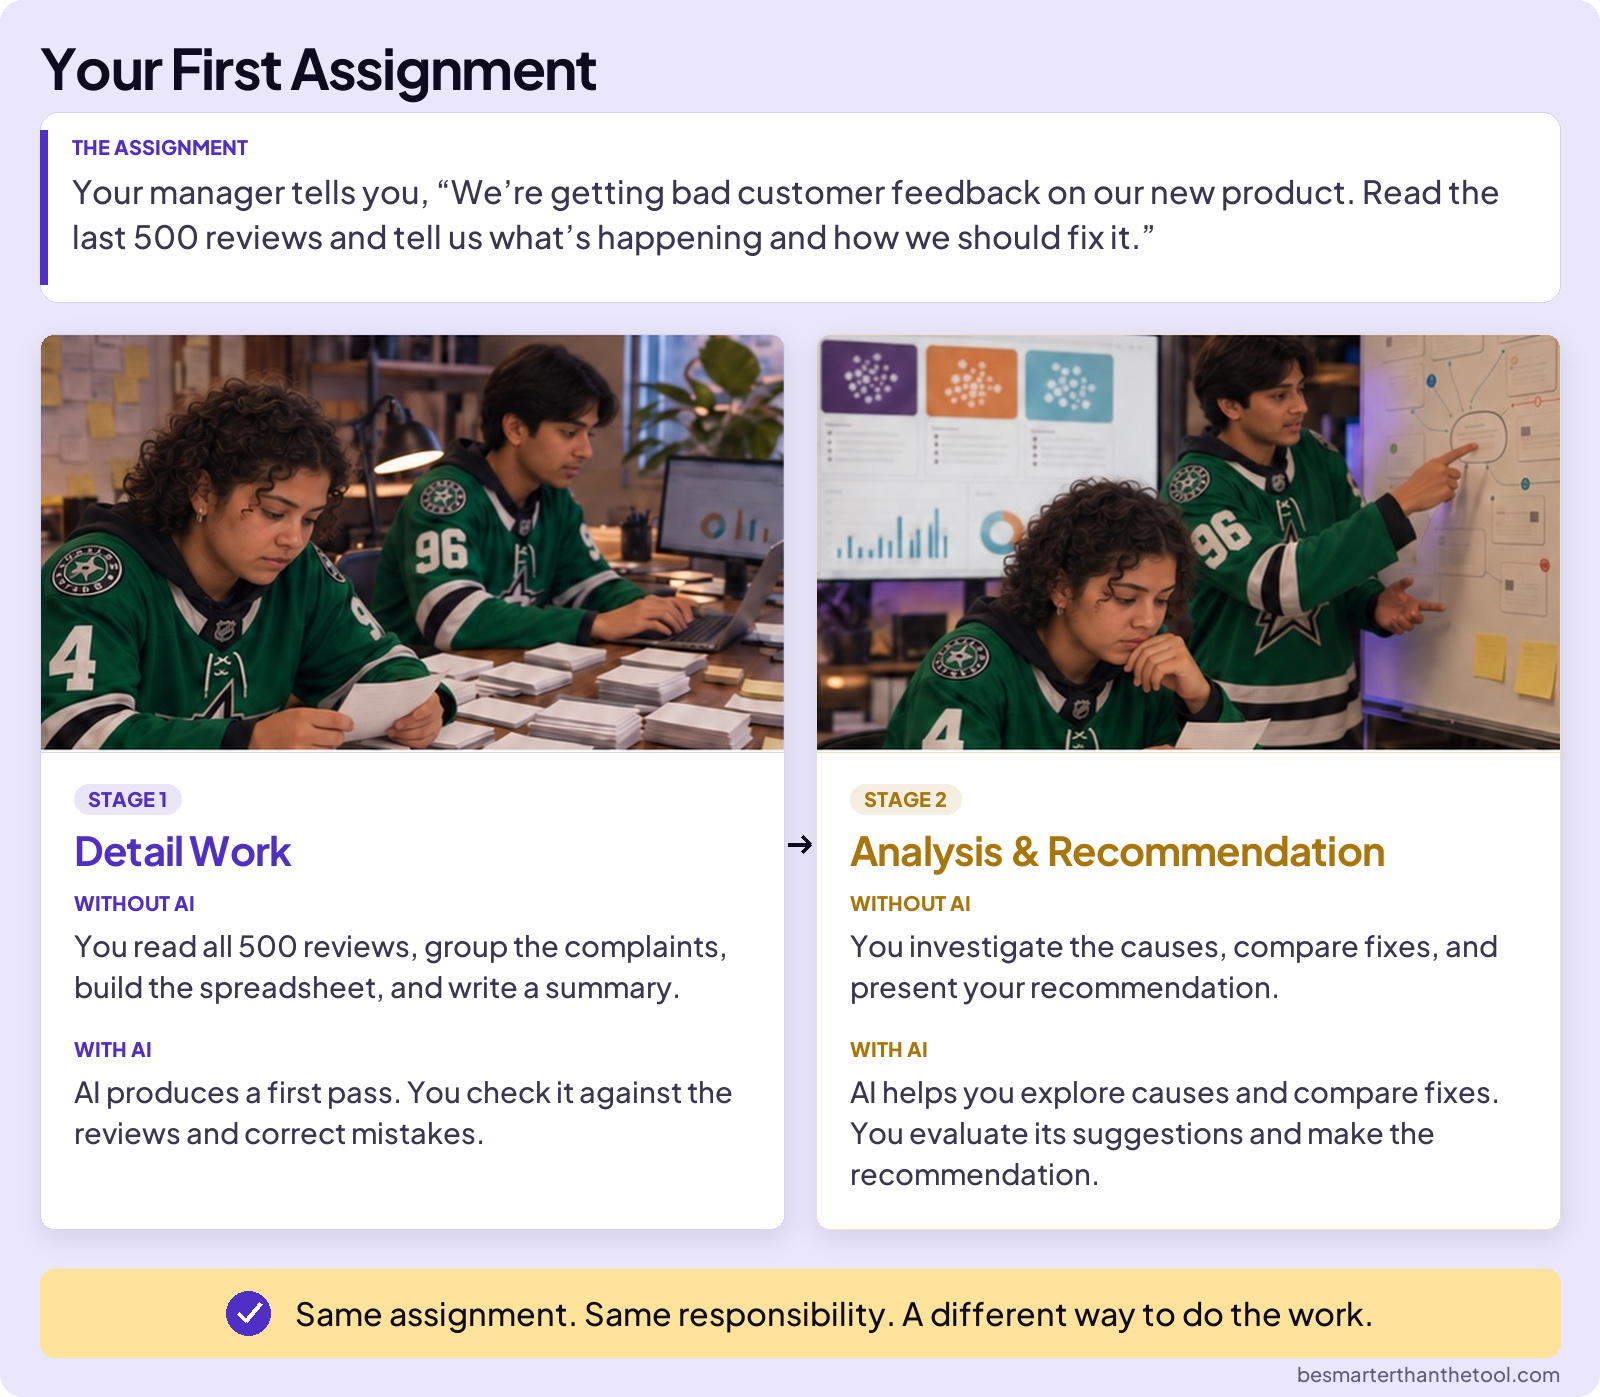 Your First Assignment
THE ASSIGNMENT
Your manager tells you, “We’re getting bad customer feedback on our new product. Read the
last 500 reviews and tell us what’s happening and how we should fix it.”
96
4
9
96
4
STAGE 1
Detail Work
WITHOUT AI
You read all 500 reviews, group the complaints,
build the spreadsheet, and write a summary.
WITH AI
AI produces a first pass. You check it against the
reviews and correct mistakes.
→
STAGE 2
Analysis & Recommendation
WITHOUT AI
You investigate the causes, compare fixes, and
present your recommendation.
WITH AI
AI helps you explore causes and compare fixes.
You evaluate its suggestions and make the
recommendation.
Same assignment. Same responsibility. A different way to do the work.
besmarterthanthetool.com